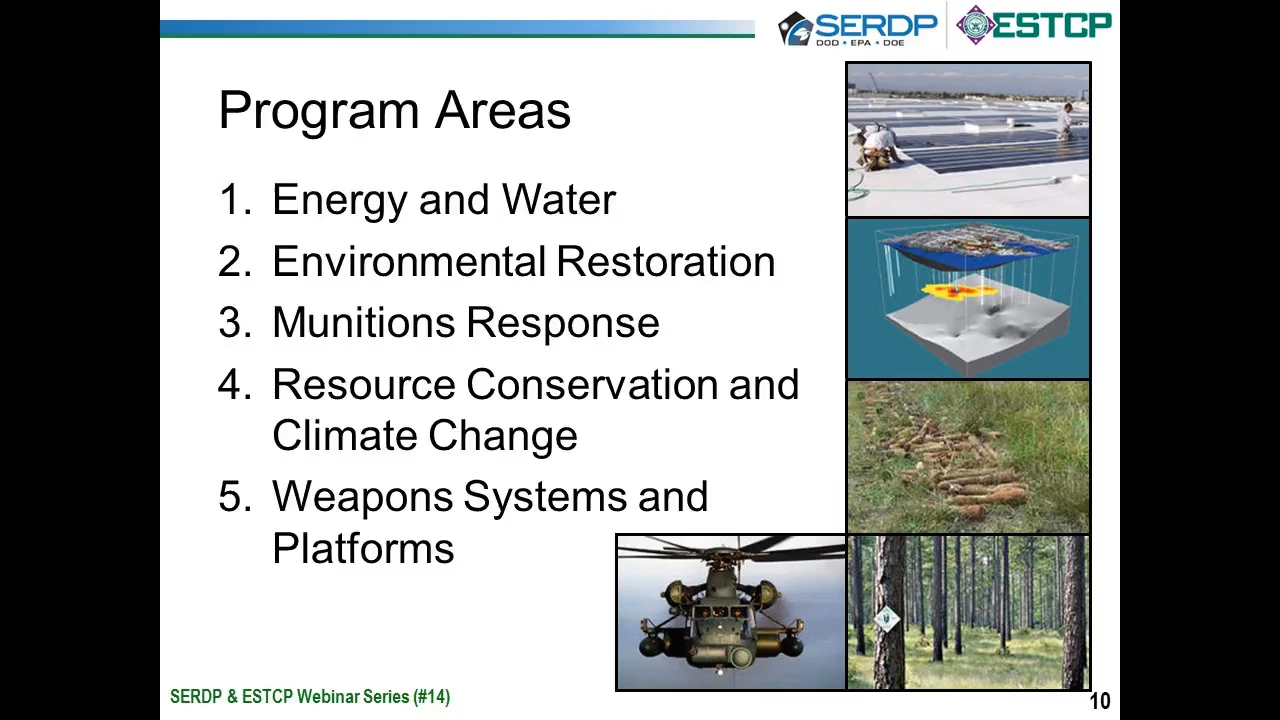 SERDP
DOD • EPA • DOE
ESTCP
Program Areas
1. Energy and Water
2. Environmental Restoration
3. Munitions Response
4. Resource Conservation and
Climate Change
5. Weapons Systems and
Platforms
SERDP & ESTCP Webinar Series (#14)
10